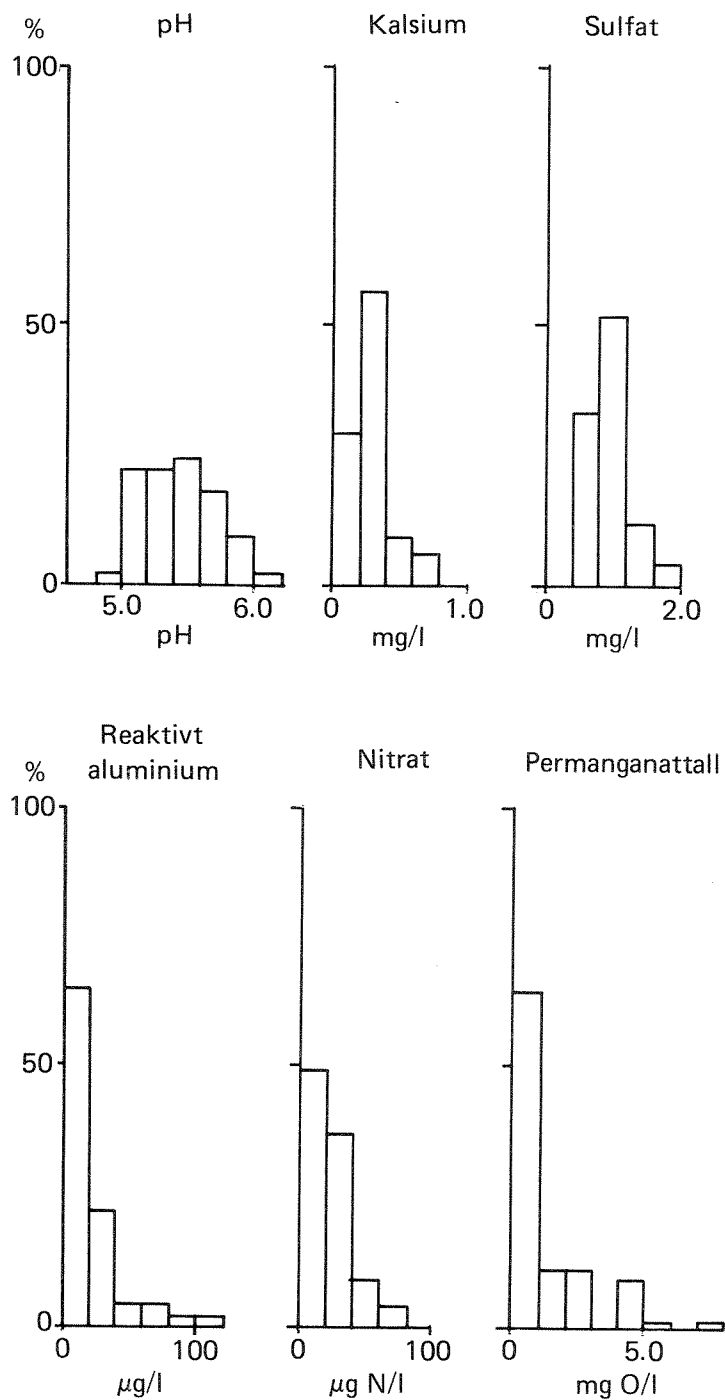 % pH Kalsium Sulfat
100
50
0
5.0 6.0 0 1.0 0 2.0
pH mg/l mg/l
Reaktivt
aluminium Nitrat Permanganattall
%
100
50
0
0 100 0 100 0 5.0
µg/l µg N/l mg O/l